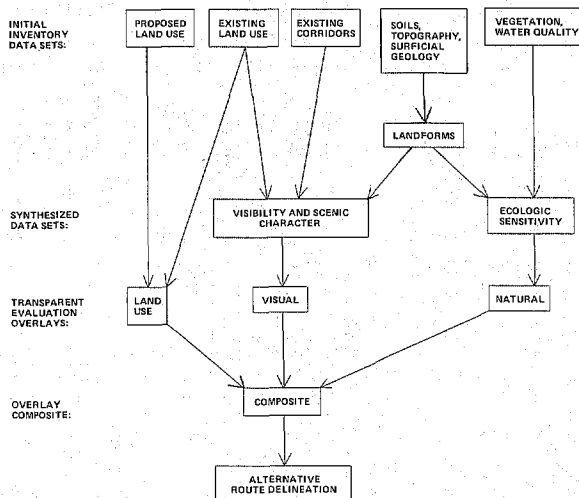 INITIAL
INVENTORY
DATA SETS:
PROPOSED
LAND USE
EXISTING
LAND USE
EXISTING
CORRIDORS
SOILS,
TOPOGRAPHY,
SURFICIAL
GEOLOGY
VEGETATION,
WATER QUALITY
LANDFORMS
SYNTHESIZED
DATA SETS:
VISIBILITY AND SCENIC
CHARACTER
ECOLOGIC
SENSITIVITY
TRANSPARENT
EVALUATION
OVERLAYS:
LAND
USE
VISUAL
NATURAL
OVERLAY
COMPOSITE:
COMPOSITE
ALTERNATIVE
ROUTE DELINEATION